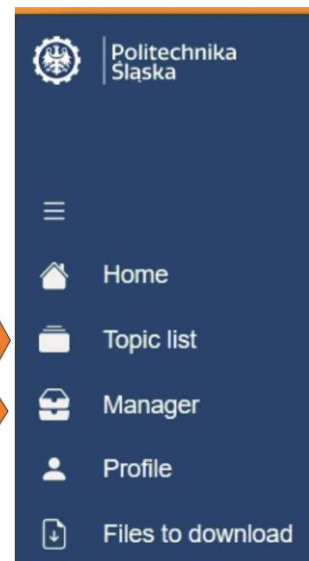 Politechnika
Śląska
Home
Topic list
Manager
Profile
Files to download